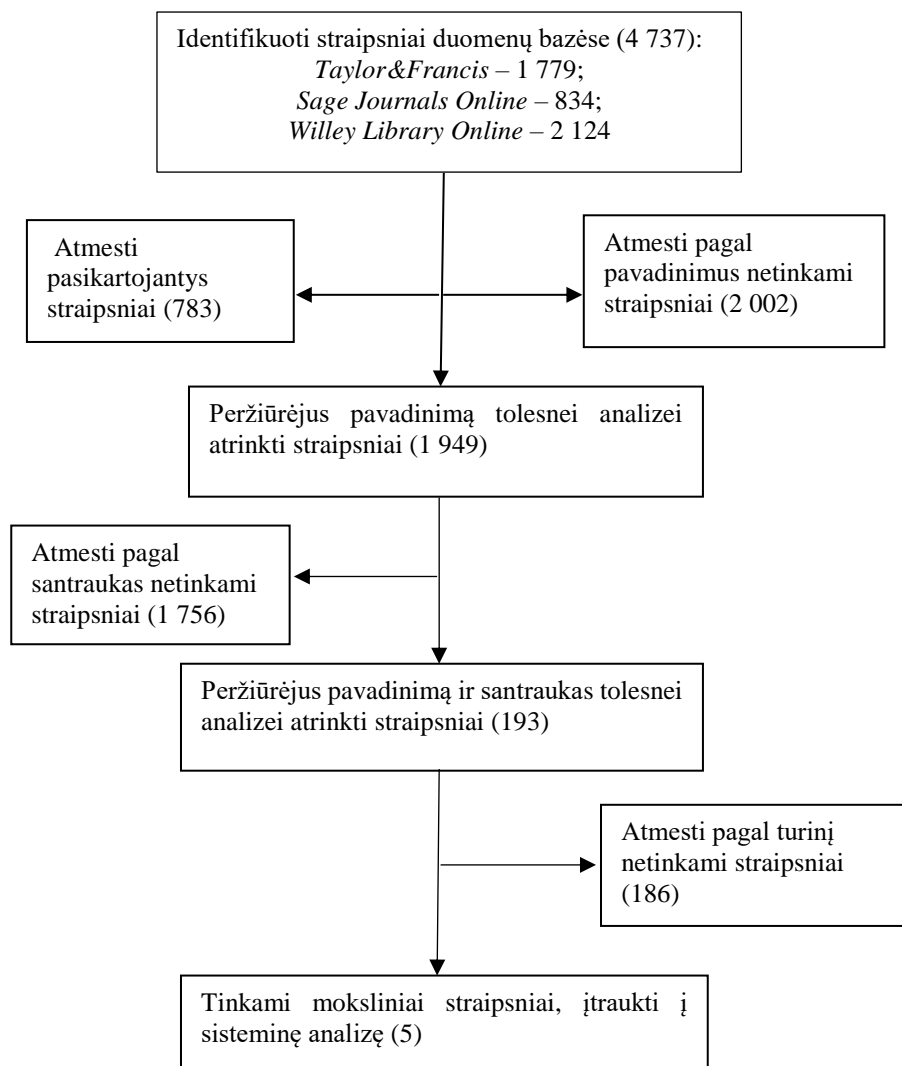 Identifikuoti straipsniai duomenų bazėse (4 737):
Taylor&Francis – 1 779;
Sage Journals Online – 834;
Willey Library Online – 2 124
Atmesti
pasikartojantys
straipsniai (783)
Atmesti pagal
pavadinimus netinkami
straipsniai (2 002)
Peržiūrėjus pavadinimą tolesnei analizei
atrinkti straipsniai (1 949)
Atmesti pagal
santraukas netinkami
straipsniai (1 756)
Peržiūrėjus pavadinimą ir santraukas tolesnei
analizei atrinkti straipsniai (193)
Atmesti pagal turinį
netinkami straipsniai
(186)
Tinkami moksliniai straipsniai, įtraukti į
sisteminę analizę (5)